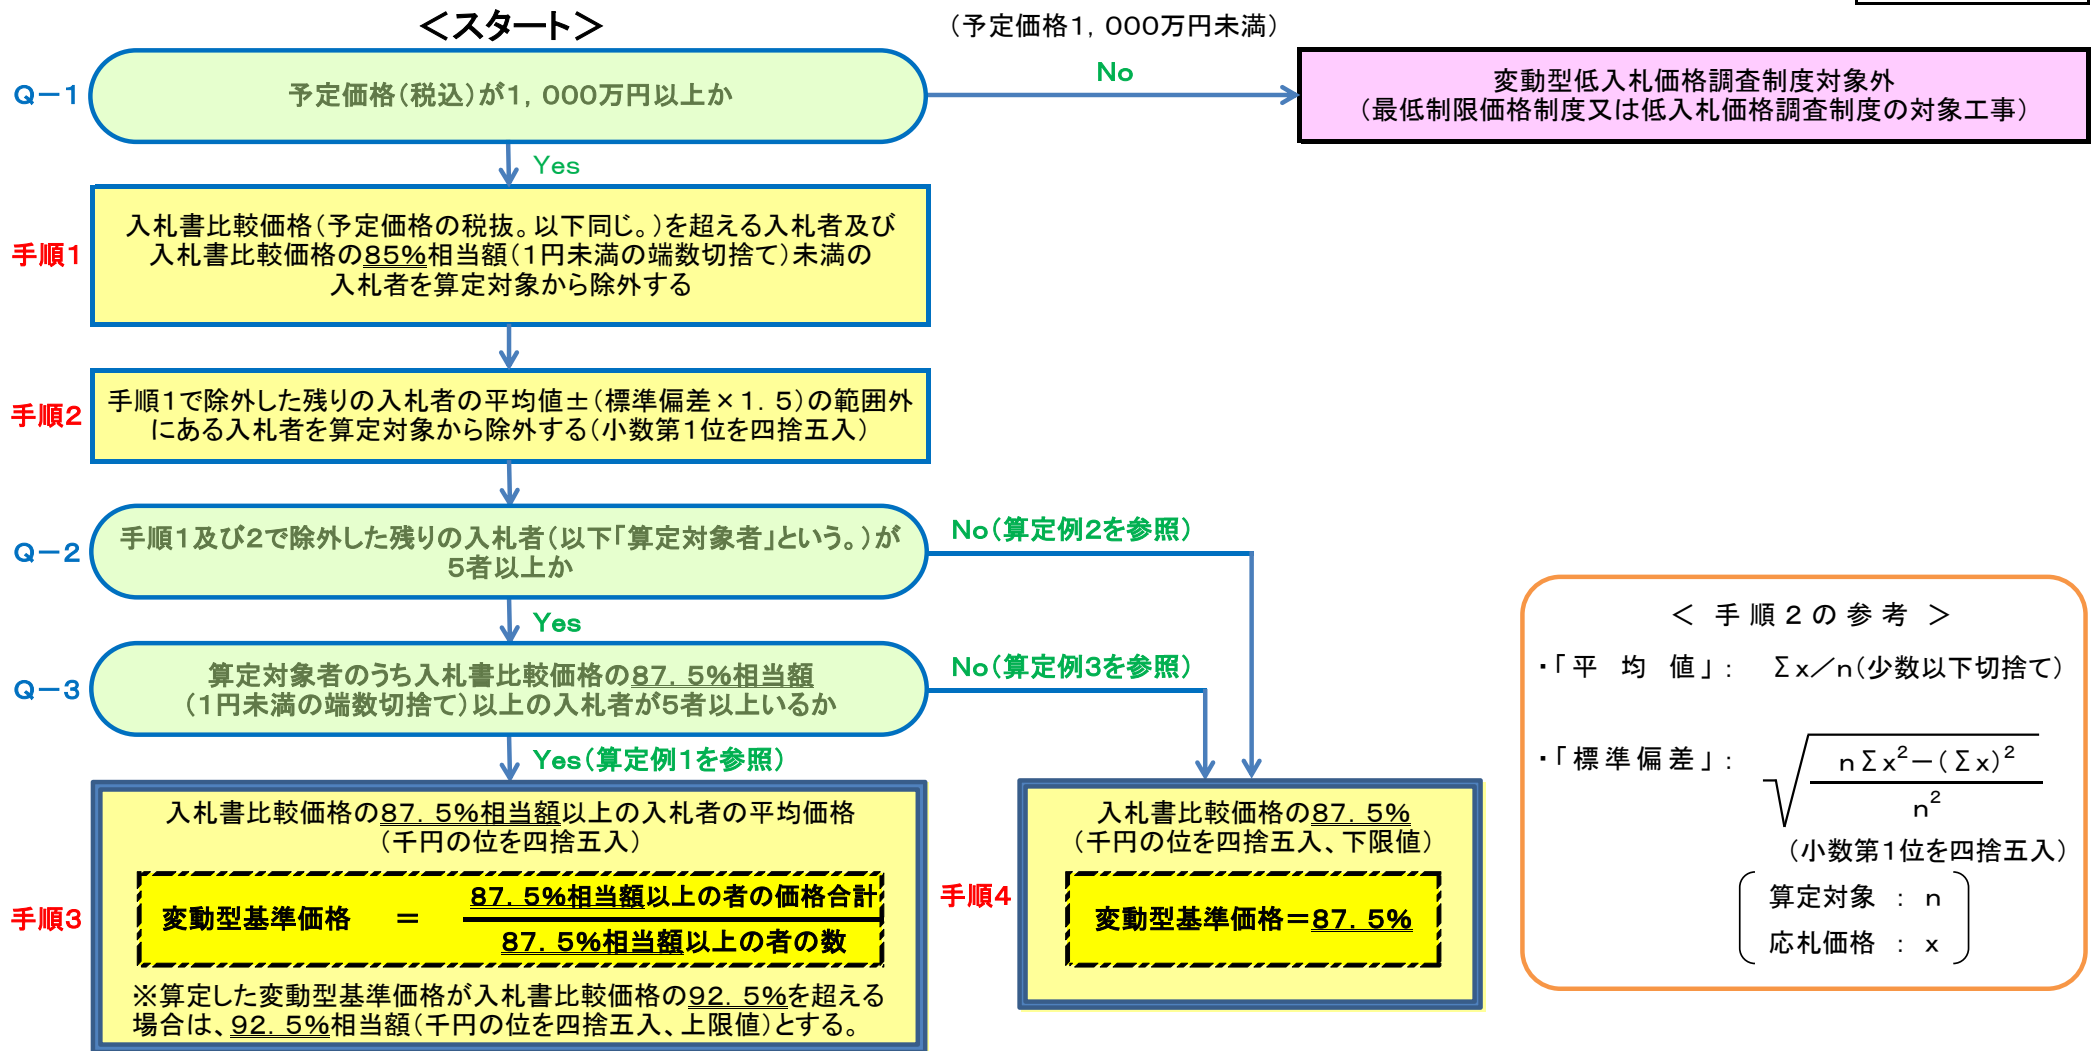 ＜スタート＞
（予定価格１，０００万円未満）
Ｑ－１
予定価格（税込）が１，０００万円以上か
No
変動型低入札価格調査制度対象外
（最低制限価格制度又は低入札価格調査制度の対象工事）
Yes
手順１
入札書比較価格（予定価格の税抜。以下同じ。）を超える入札者及び
入札書比較価格の８５％相当額（１円未満の端数切捨て）未満の
入札者を算定対象から除外する
手順２
手順１で除外した残りの入札者の平均値±（標準偏差×１．５）の範囲外
にある入札者を算定対象から除外する（小数第１位を四捨五入）
Ｑ－２
手順１及び２で除外した残りの入札者（以下「算定対象者」という。）が
５者以上か
No（算定例２を参照）
Yes
Ｑ－３
算定対象者のうち入札書比較価格の８７．５％相当額
（１円未満の端数切捨て）以上の入札者が５者以上いるか
No（算定例３を参照）
Yes（算定例１を参照）
手順３
入札書比較価格の８７．５％相当額以上の入札者の平均価格
（千円の位を四捨五入）
変動型基準価格 ＝ ８７．５％相当額以上の者の価格合計
８７．５％相当額以上の者の数
※算定した変動型基準価格が入札書比較価格の９２．５％を超える
場合は、９２．５％相当額（千円の位を四捨五入、上限値）とする。
手順４
入札書比較価格の８７．５％
（千円の位を四捨五入、下限値）
変動型基準価格＝８７．５％
＜ 手順２の参考 ＞
・「平 均 値」： Σｘ／ｎ（少数以下切捨て）
・「標準偏差」： √ ｎΣｘ²－（Σｘ）²
ｎ²
（小数第１位を四捨五入）
算定対象 ： ｎ
応札価格 ： ｘ